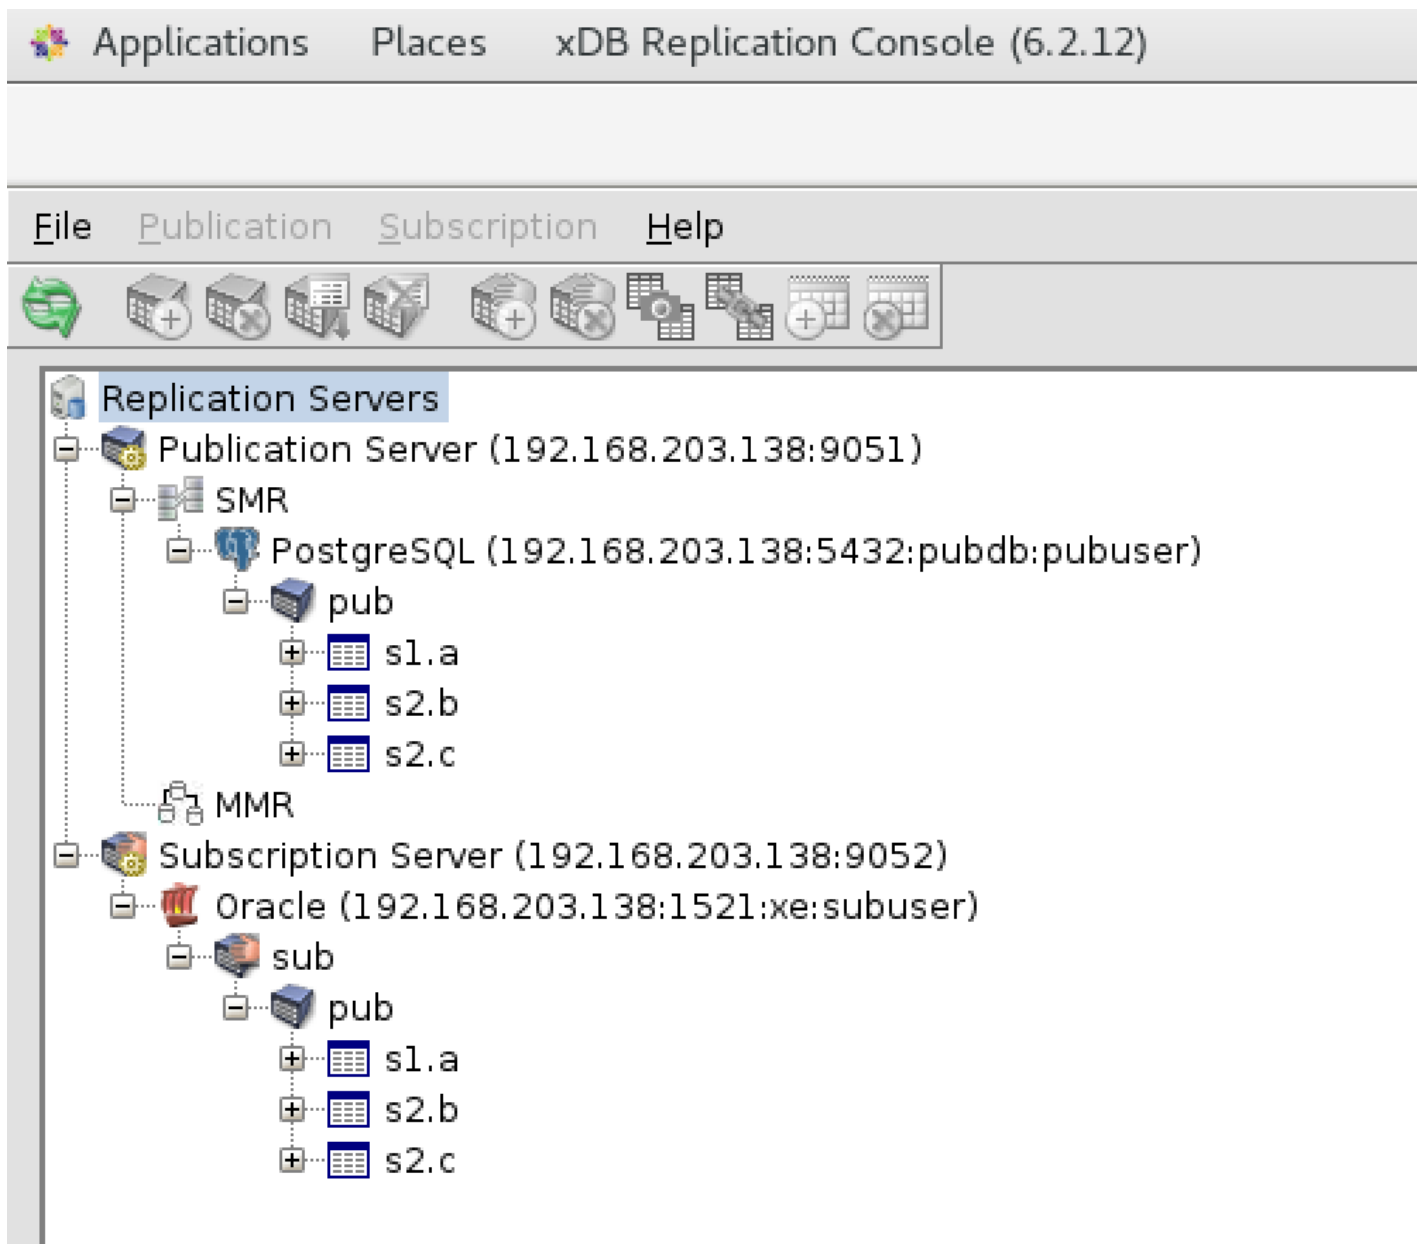 Applications Places xDB Replication Console (6.2.12)
File Publication Subscription Help
Replication Servers
Publication Server (192.168.203.138:9051)
SMR
PostgreSQL (192.168.203.138:5432:pubdb:pubuser)
pub
s1.a
s2.b
s2.c
MMR
Subscription Server (192.168.203.138:9052)
Oracle (192.168.203.138:1521:xe:subuser)
sub
pub
s1.a
s2.b
s2.c